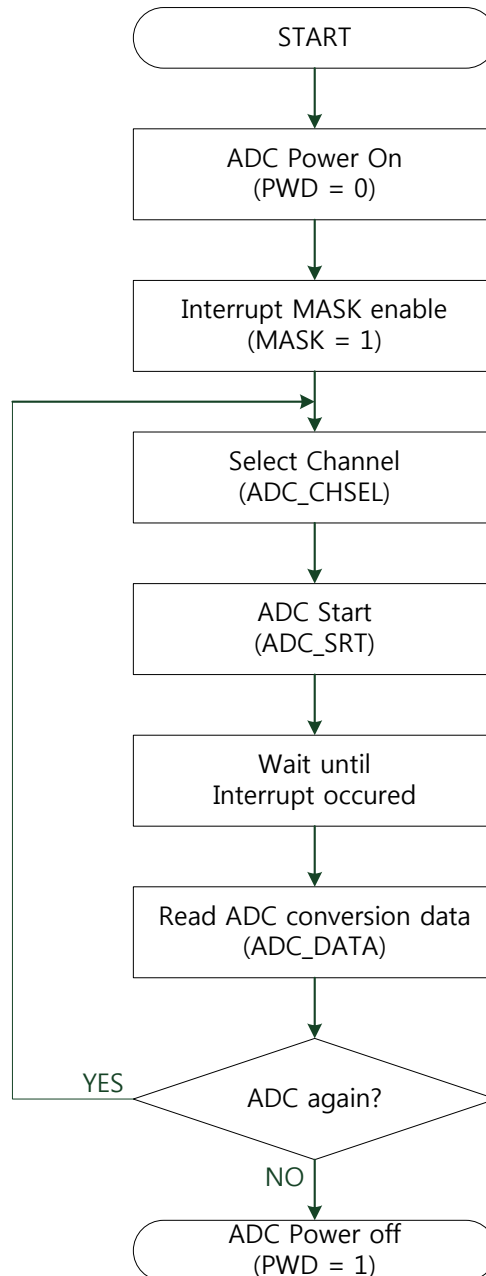 START
ADC Power On
(PWD = 0)
Interrupt MASK enable
(MASK = 1)
Select Channel
(ADC_CHSEL)
ADC Start
(ADC_SRT)
Wait until
Interrupt occured
Read ADC conversion data
(ADC_DATA)
YES
ADC again?
NO
ADC Power off
(PWD = 1)